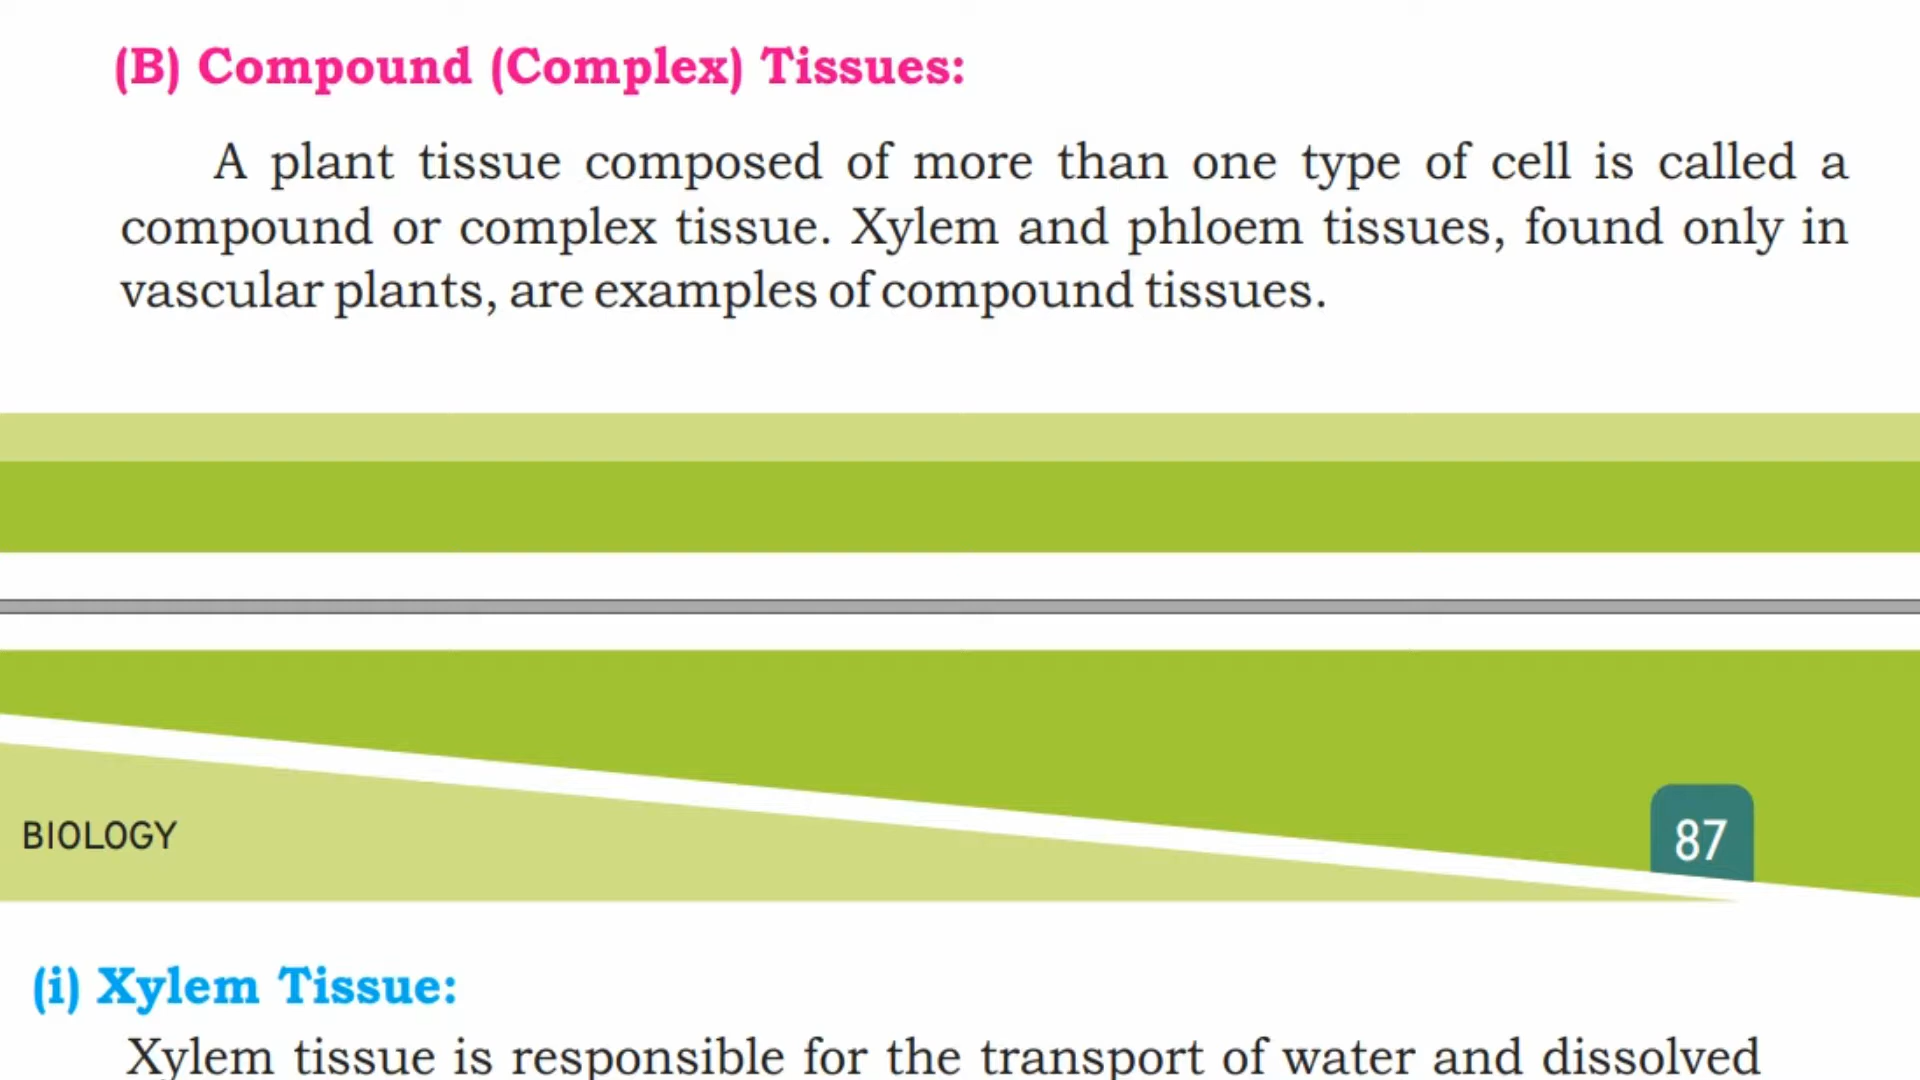 (B) Compound (Complex) Tissues:
A plant tissue composed of more than one type of cell is called a
compound or complex tissue. Xylem and phloem tissues, found only in
vascular plants, are examples of compound tissues.
BIOLOGY
87
(i) Xylem Tissue:
Xylem tissue is responsible for the transport of water and dissolved